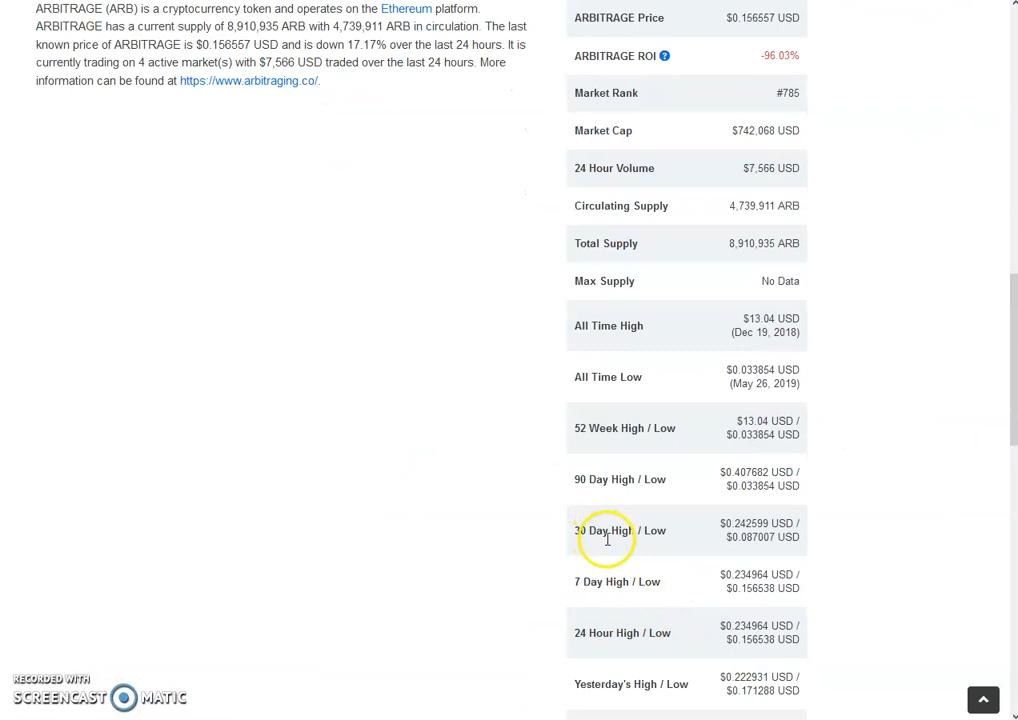 ARBITRAGE (ARB) is a cryptocurrency token and operates on the Ethereum platform.
ARBITRAGE has a current supply of 8,910,935 ARB with 4,739,911 ARB in circulation. The last
known price of ARBITRAGE is $0.156557 USD and is down 17.17% over the last 24 hours. It is
currently trading on 4 active market(s) with $7,566 USD traded over the last 24 hours. More
information can be found at https://www.arbitraging.co/.
ARBITRAGE Price $0.156557 USD
ARBITRAGE ROI ? -96.03%
Market Rank #785
Market Cap $742,068 USD
24 Hour Volume $7,566 USD
Circulating Supply 4,739,911 ARB
Total Supply 8,910,935 ARB
Max Supply No Data
All Time High $13.04 USD
(Dec 19, 2018)
All Time Low $0.033854 USD
(May 26, 2019)
52 Week High / Low $13.04 USD /
$0.033854 USD
90 Day High / Low $0.407682 USD /
$0.033854 USD
30 Day High / Low $0.242599 USD /
$0.087007 USD
7 Day High / Low $0.234964 USD /
$0.156538 USD
24 Hour High / Low $0.234964 USD /
$0.156538 USD
Yesterday's High / Low $0.222931 USD /
$0.171288 USD
RECORDED WITH
SCREENCAST MATIC